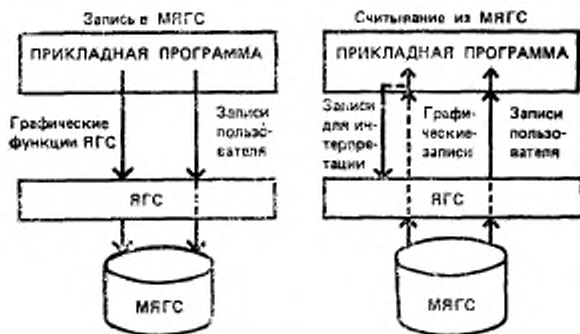 Запись в МЯГС
ПРИКЛАДНАЯ ПРОГРАММА
Графические
функции ЯГС
Записи
пользо-
вателя
ЯГС
МЯГС
Считывание из МЯГС
ПРИКЛАДНАЯ ПРОГРАММА
Записи
для ин-
терпре-
тации
Графи-
ческие-
записи
Записи
пользо-
вателя
ЯГС
МЯГС